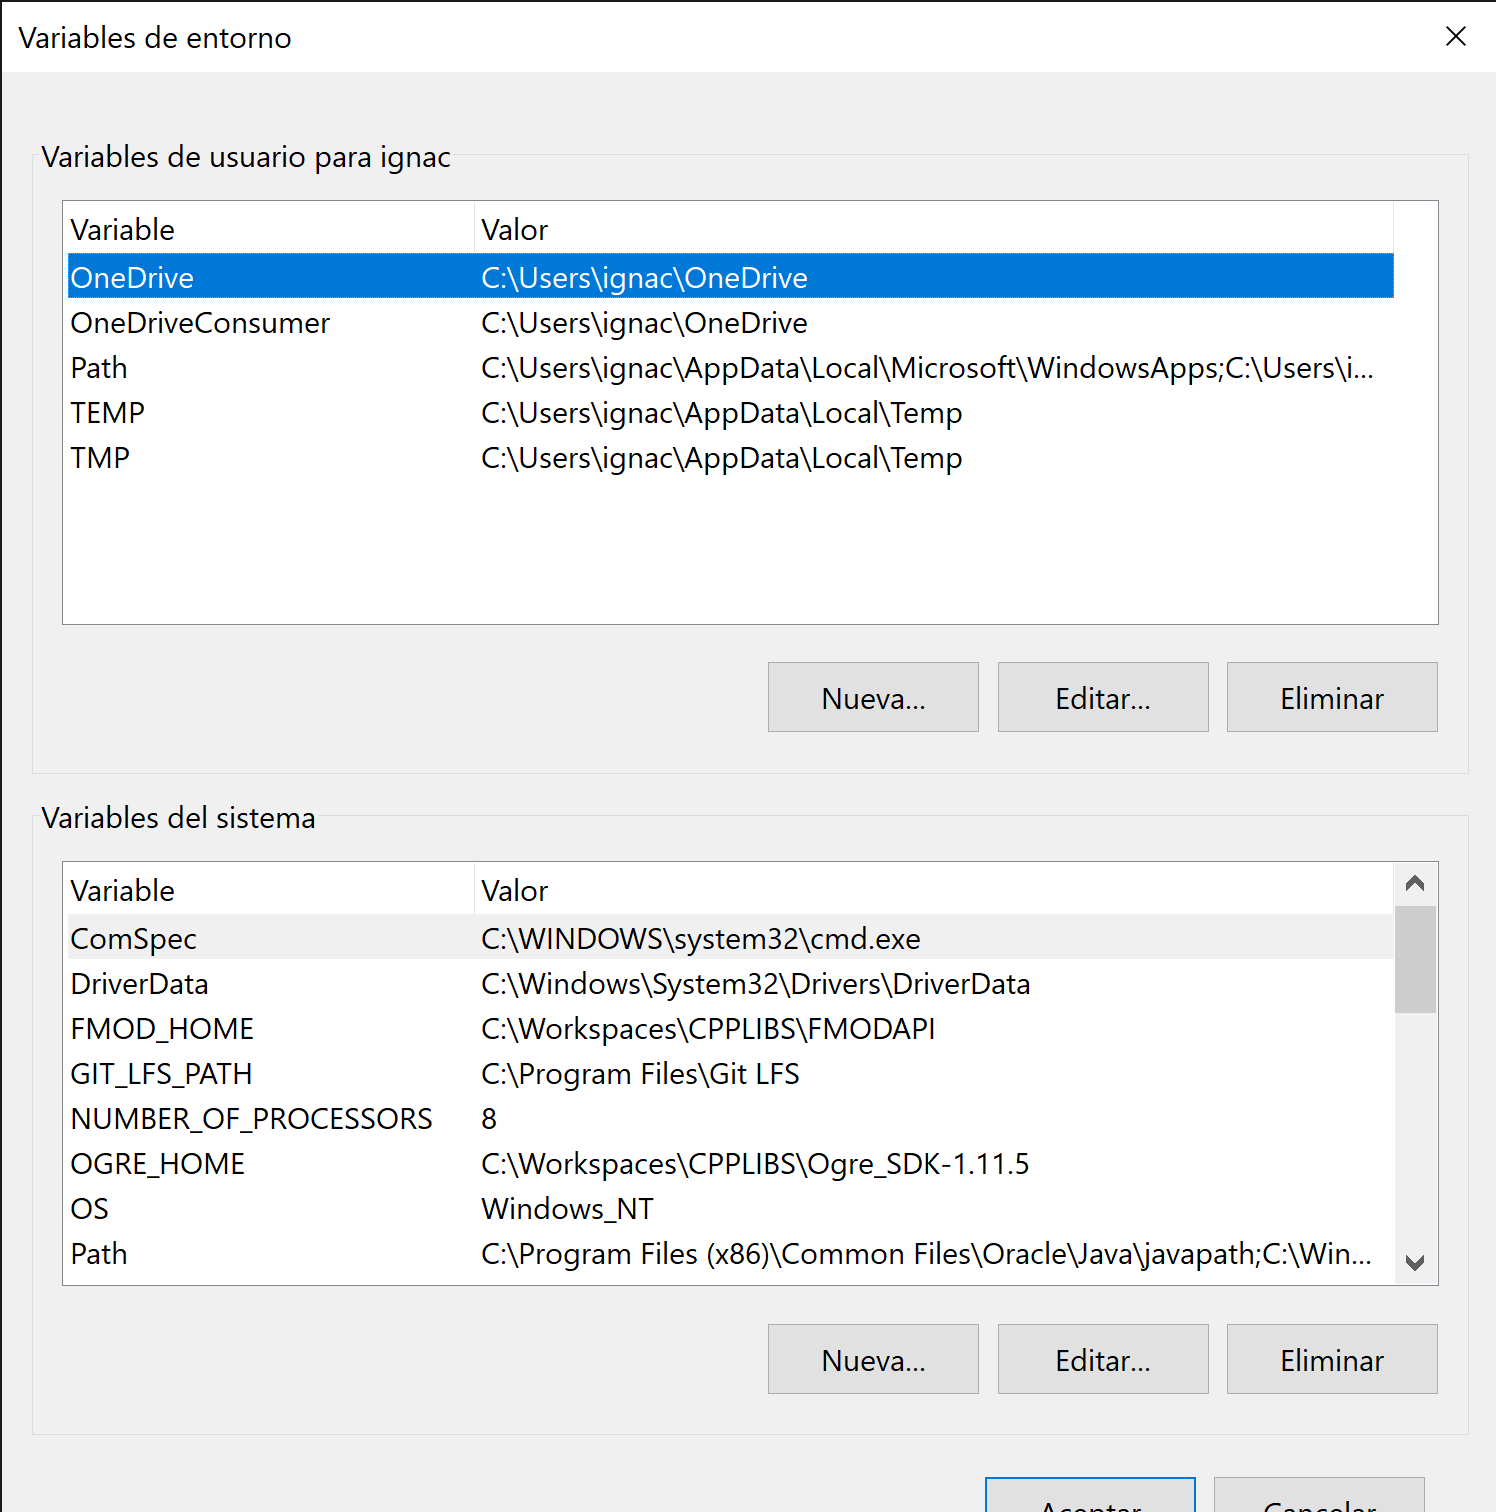 Variables de entorno
Variables de usuario para ignac
Variable Valor
OneDrive C:\Users\ignac\OneDrive
OneDriveConsumer C:\Users\ignac\OneDrive
Path C:\Users\ignac\AppData\Local\Microsoft\WindowsApps;C:\Users\i...
TEMP C:\Users\ignac\AppData\Local\Temp
TMP C:\Users\ignac\AppData\Local\Temp
Nueva... Editar... Eliminar
Variables del sistema
Variable Valor
ComSpec C:\WINDOWS\system32\cmd.exe
DriverData C:\Windows\System32\Drivers\DriverData
FMOD_HOME C:\Workspaces\CPPLIBS\FMODAPI
GIT_LFS_PATH C:\Program Files\Git LFS
NUMBER_OF_PROCESSORS 8
OGRE_HOME C:\Workspaces\CPPLIBS\Ogre_SDK-1.11.5
OS Windows_NT
Path C:\Program Files (x86)\Common Files\Oracle\Java\javapath;C:\Win...
Nueva... Editar... Eliminar
Aceptar Cancelar